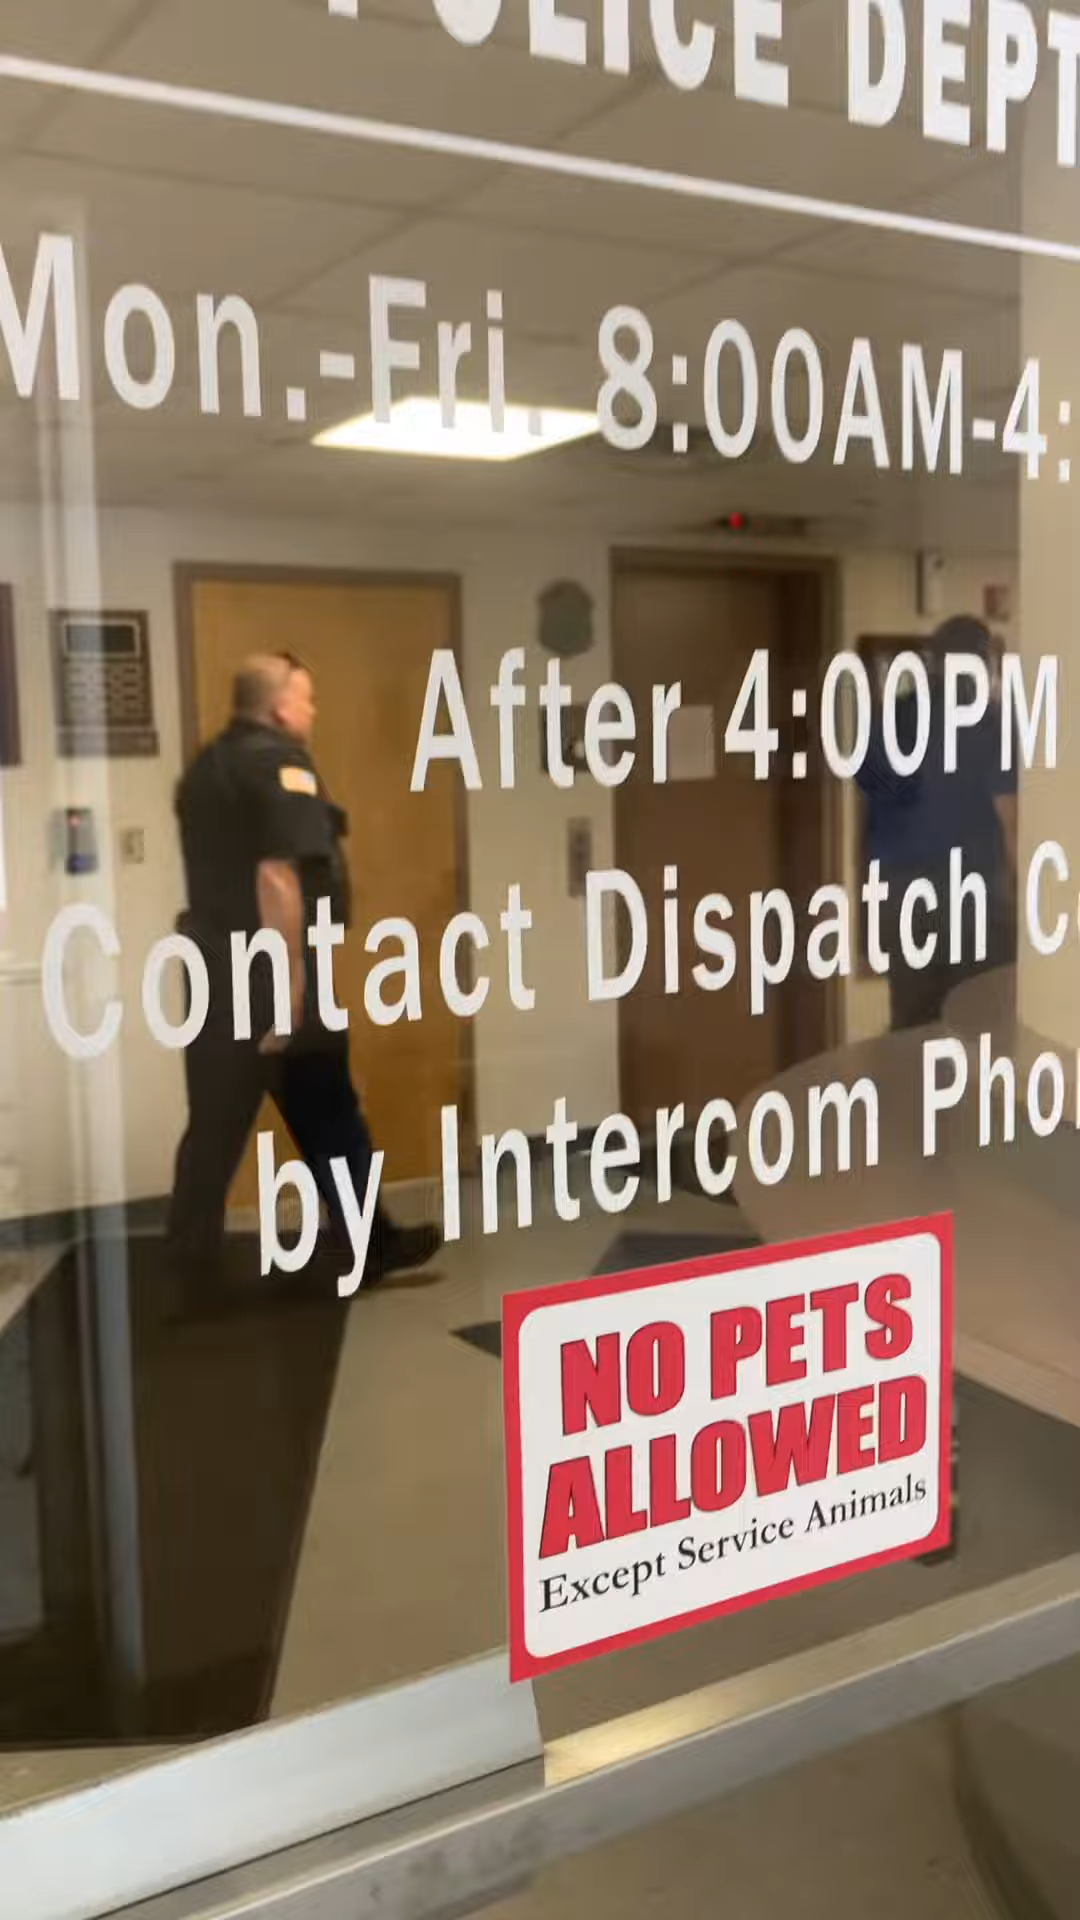 POLICE DEPT
Mon.-Fri. 8:00AM-4:
After 4:00PM
Contact Dispatch
by Intercom
NO PETS
ALLOWED
Except Service Animals